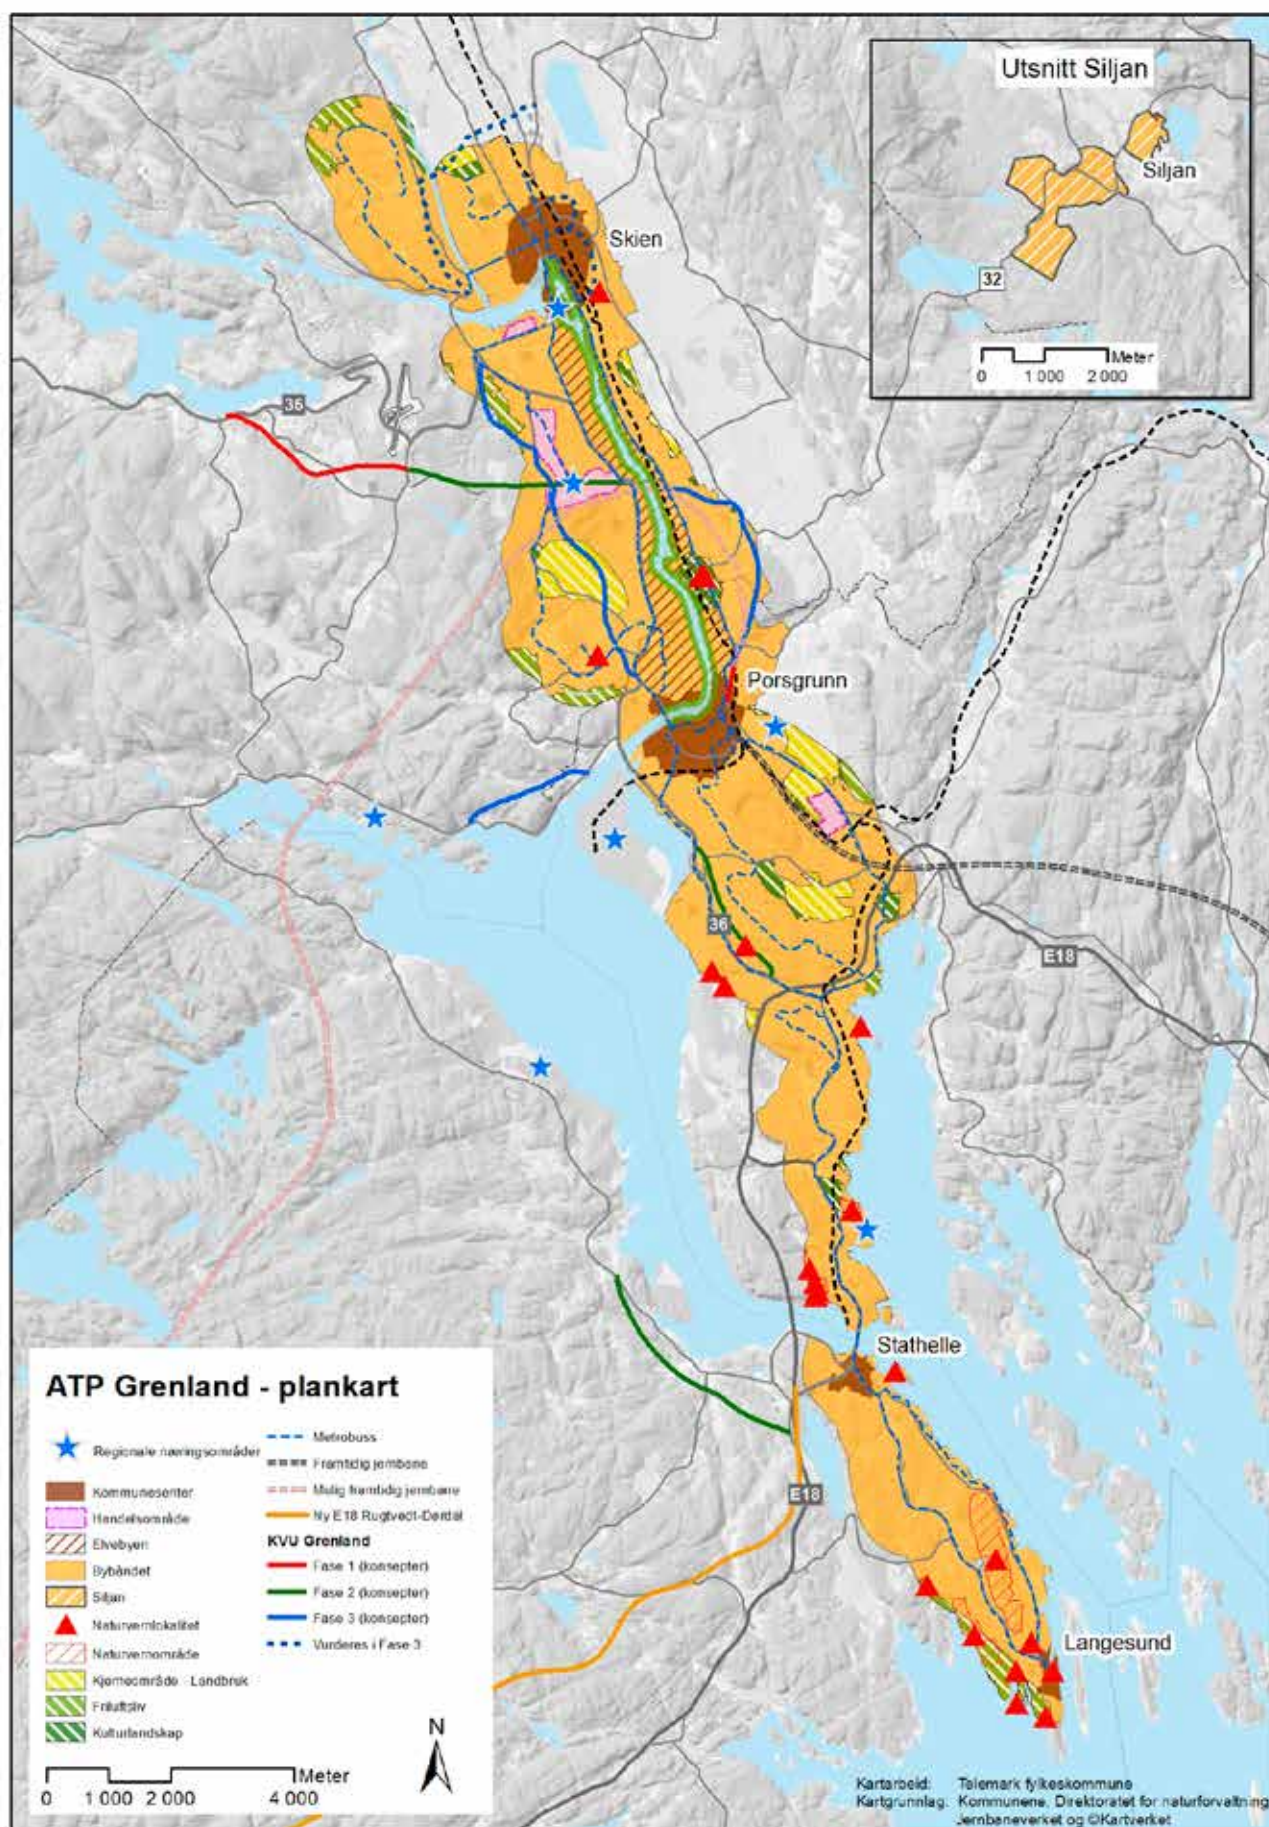 Utsnitt Siljan
Siljan
32
Meter
0 1 000 2 000
Skien
36
Porsgrunn
36
E18
Stathelle
E18
Langesund
ATP Grenland - plankart
Regionale næringsområder
Kommunesenter
Handelsområde
Elvebyen
Bybåndet
Siljan
Naturvernlokalitet
Naturvernområde
Kjerneområde - Landbruk
Friluftsliv
Kulturlandskap
Metrobuss
Framtidig jernbane
Mulig framtidig jernbane
Ny E18 Rugtvedt-Dørdal
KVU Grenland
Fase 1 (konsepter)
Fase 2 (konsepter)
Fase 3 (konsepter)
Vurderes i Fase 3
N
Meter
0 1 000 2 000 4 000
Kartarbeid: Telemark fylkeskommune
Kartgrunnlag: Kommunene, Direktoratet for naturforvaltning
Jernbaneverket og ©Kartverket